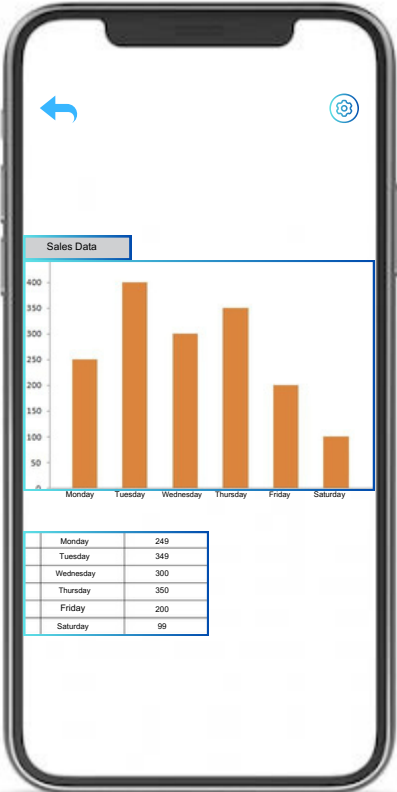 Sales Data
400
350
300
250
200
150
100
50
0
Monday Tuesday Wednesday Thursday Friday Saturday
Monday 249
Tuesday 349
Wednesday 300
Thursday 350
Friday 200
Saturday 99